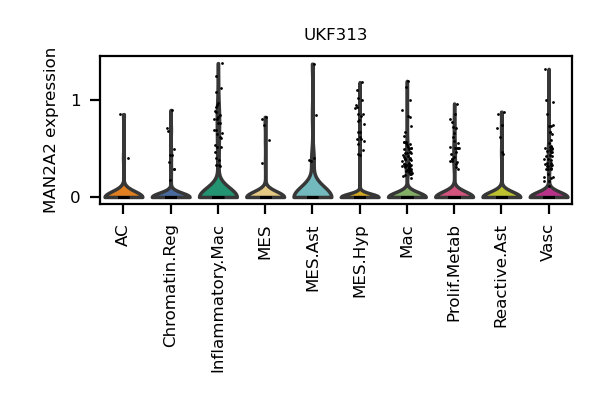 UKF313
MAN2A2 expression
1
0
AC
Chromatin.Reg
Inflammatory.Mac
MES
MES.Ast
MES.Hyp
Mac
Prolif.Metab
Reactive.Ast
Vasc